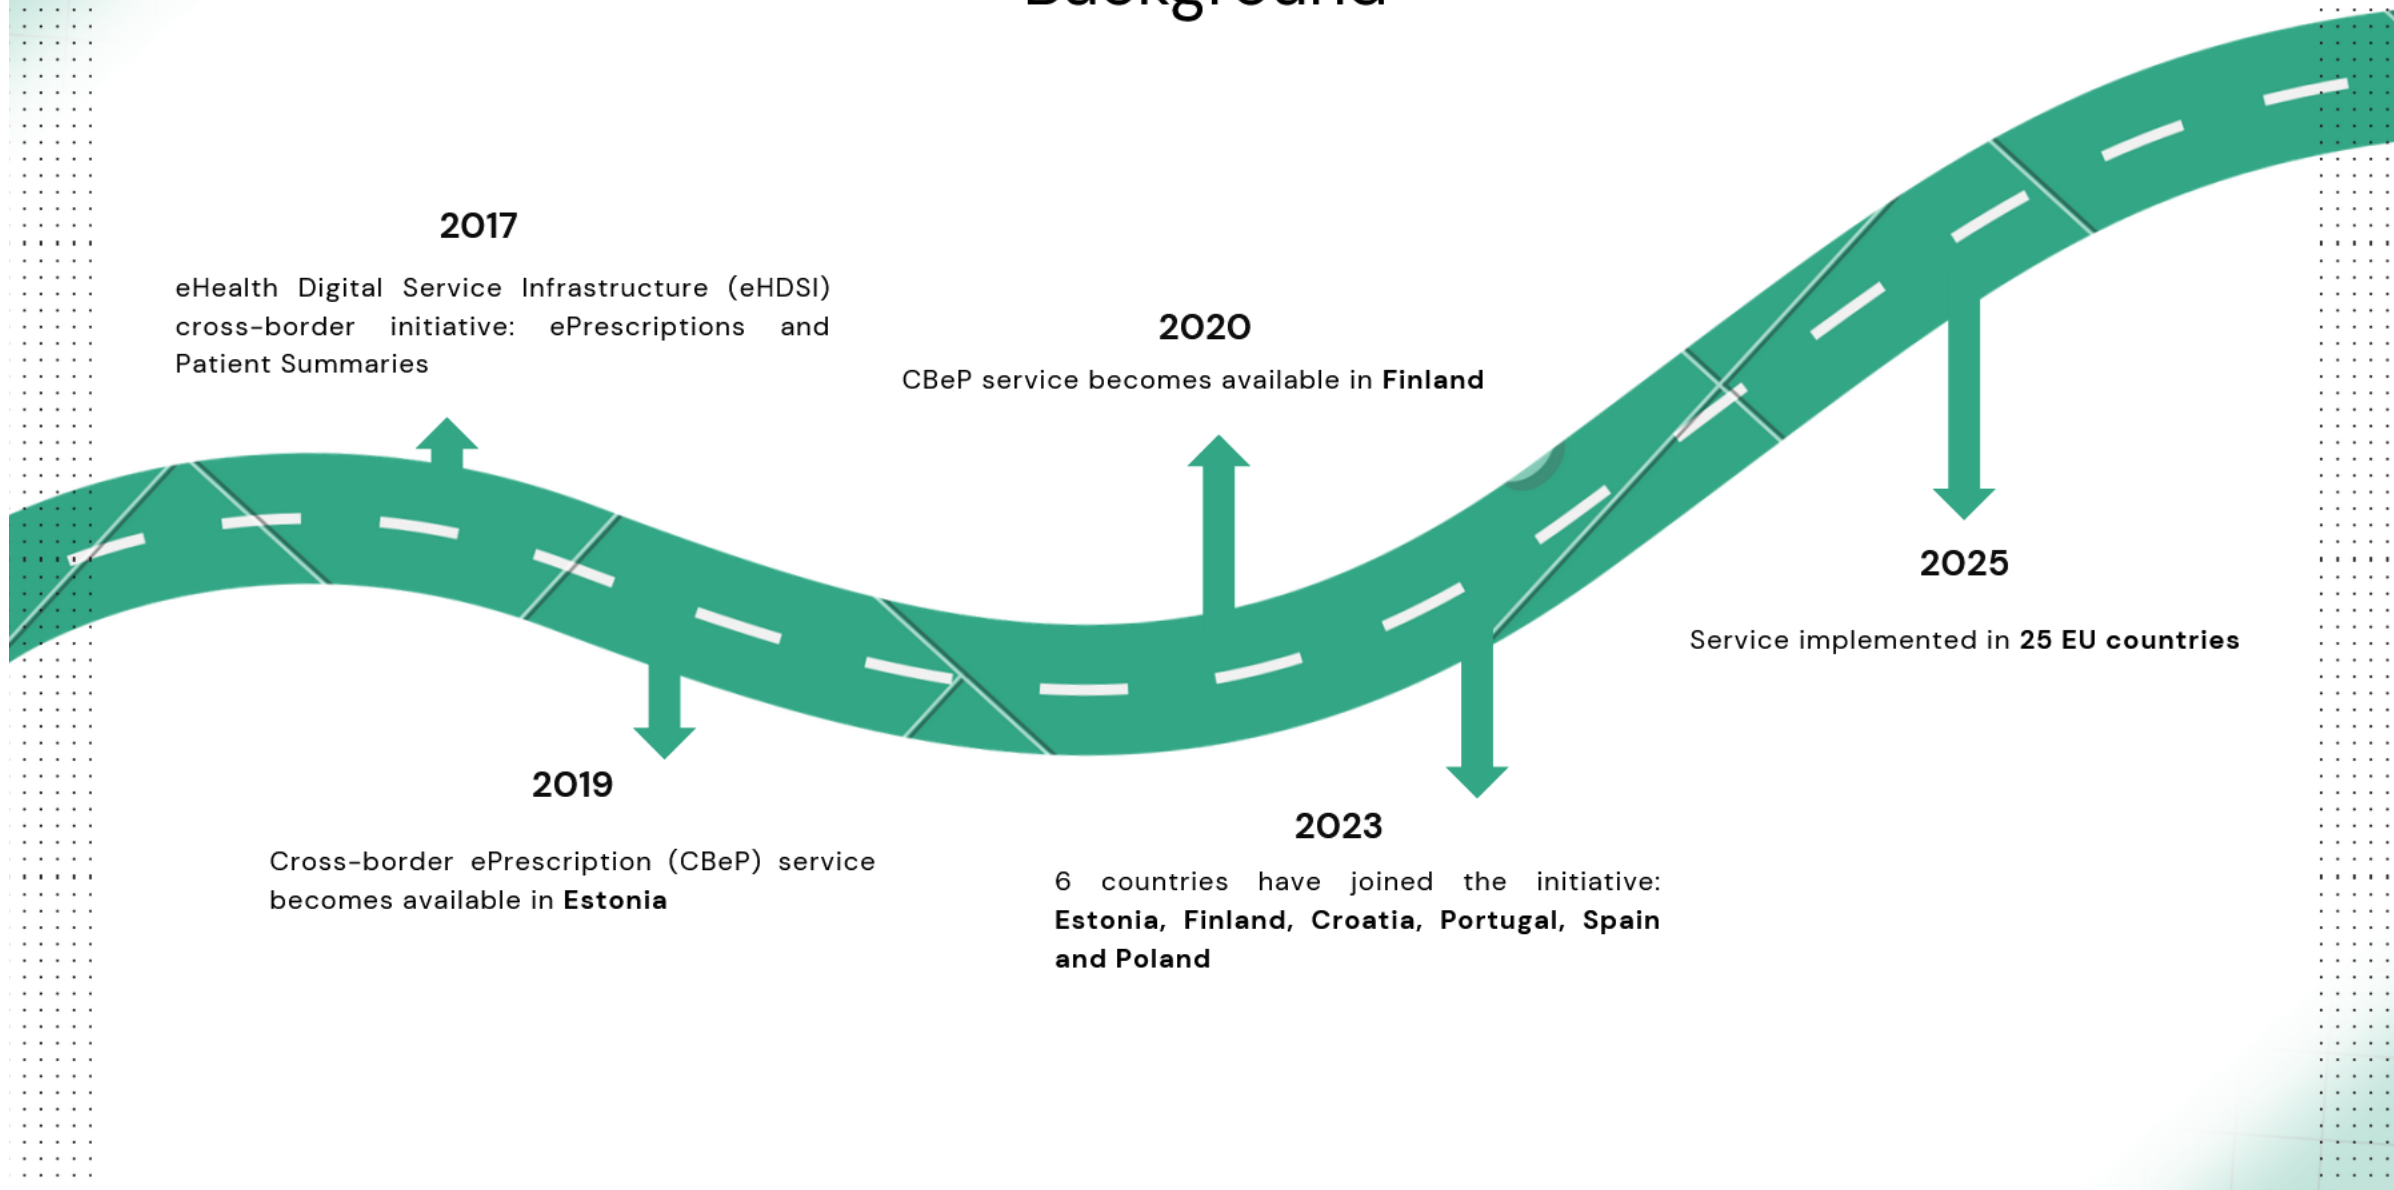 Background
2017
eHealth Digital Service Infrastructure (eHDSI)
cross-border initiative: ePrescriptions and
Patient Summaries
2020
CBeP service becomes available in Finland
2025
Service implemented in 25 EU countries
2019
Cross-border ePrescription (CBeP) service
becomes available in Estonia
2023
6 countries have joined the initiative:
Estonia, Finland, Croatia, Portugal, Spain
and Poland